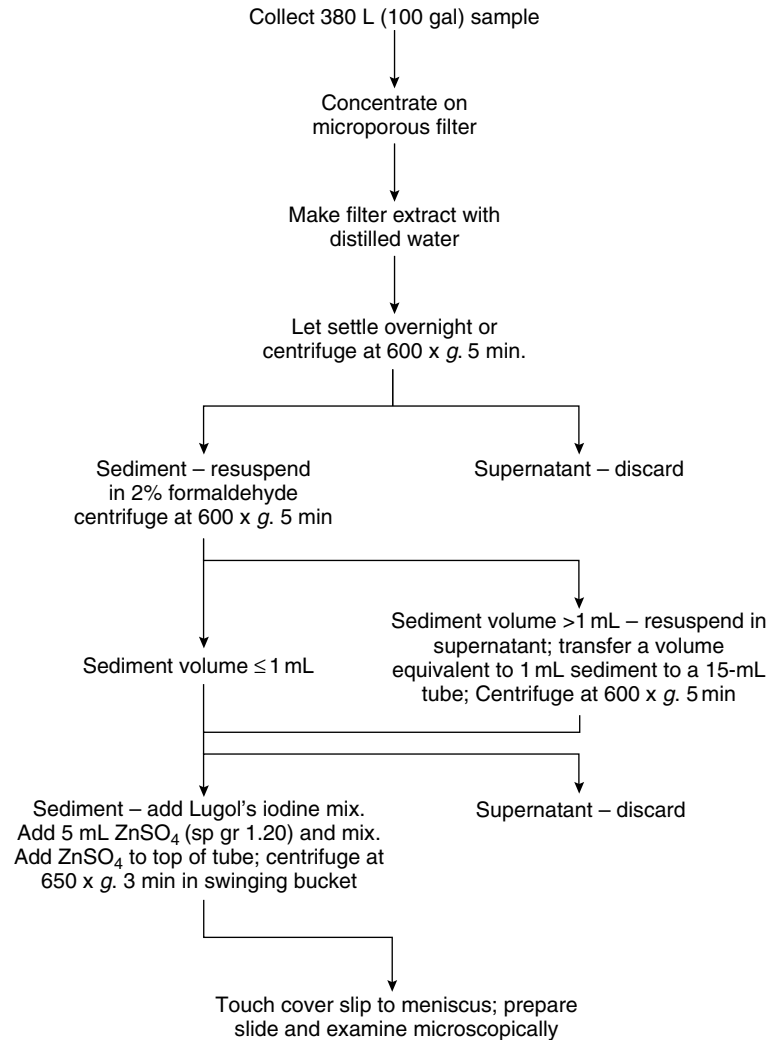 Collect 380 L (100 gal) sample
Concentrate on
microporous filter
Make filter extract with
distilled water
Let settle overnight or
centrifuge at 600 x g. 5 min.
Sediment – resuspend
in 2% formaldehyde
centrifuge at 600 x g. 5 min
Supernatant – discard
Sediment volume ≤ 1 mL
Sediment volume >1 mL – resuspend in
supernatant; transfer a volume
equivalent to 1 mL sediment to a 15-mL
tube; Centrifuge at 600 x g. 5 min
Sediment – add Lugol's iodine mix.
Add 5 mL ZnSO₄ (sp gr 1.20) and mix.
Add ZnSO₄ to top of tube; centrifuge at
650 x g. 3 min in swinging bucket
Supernatant – discard
Touch cover slip to meniscus; prepare
slide and examine microscopically